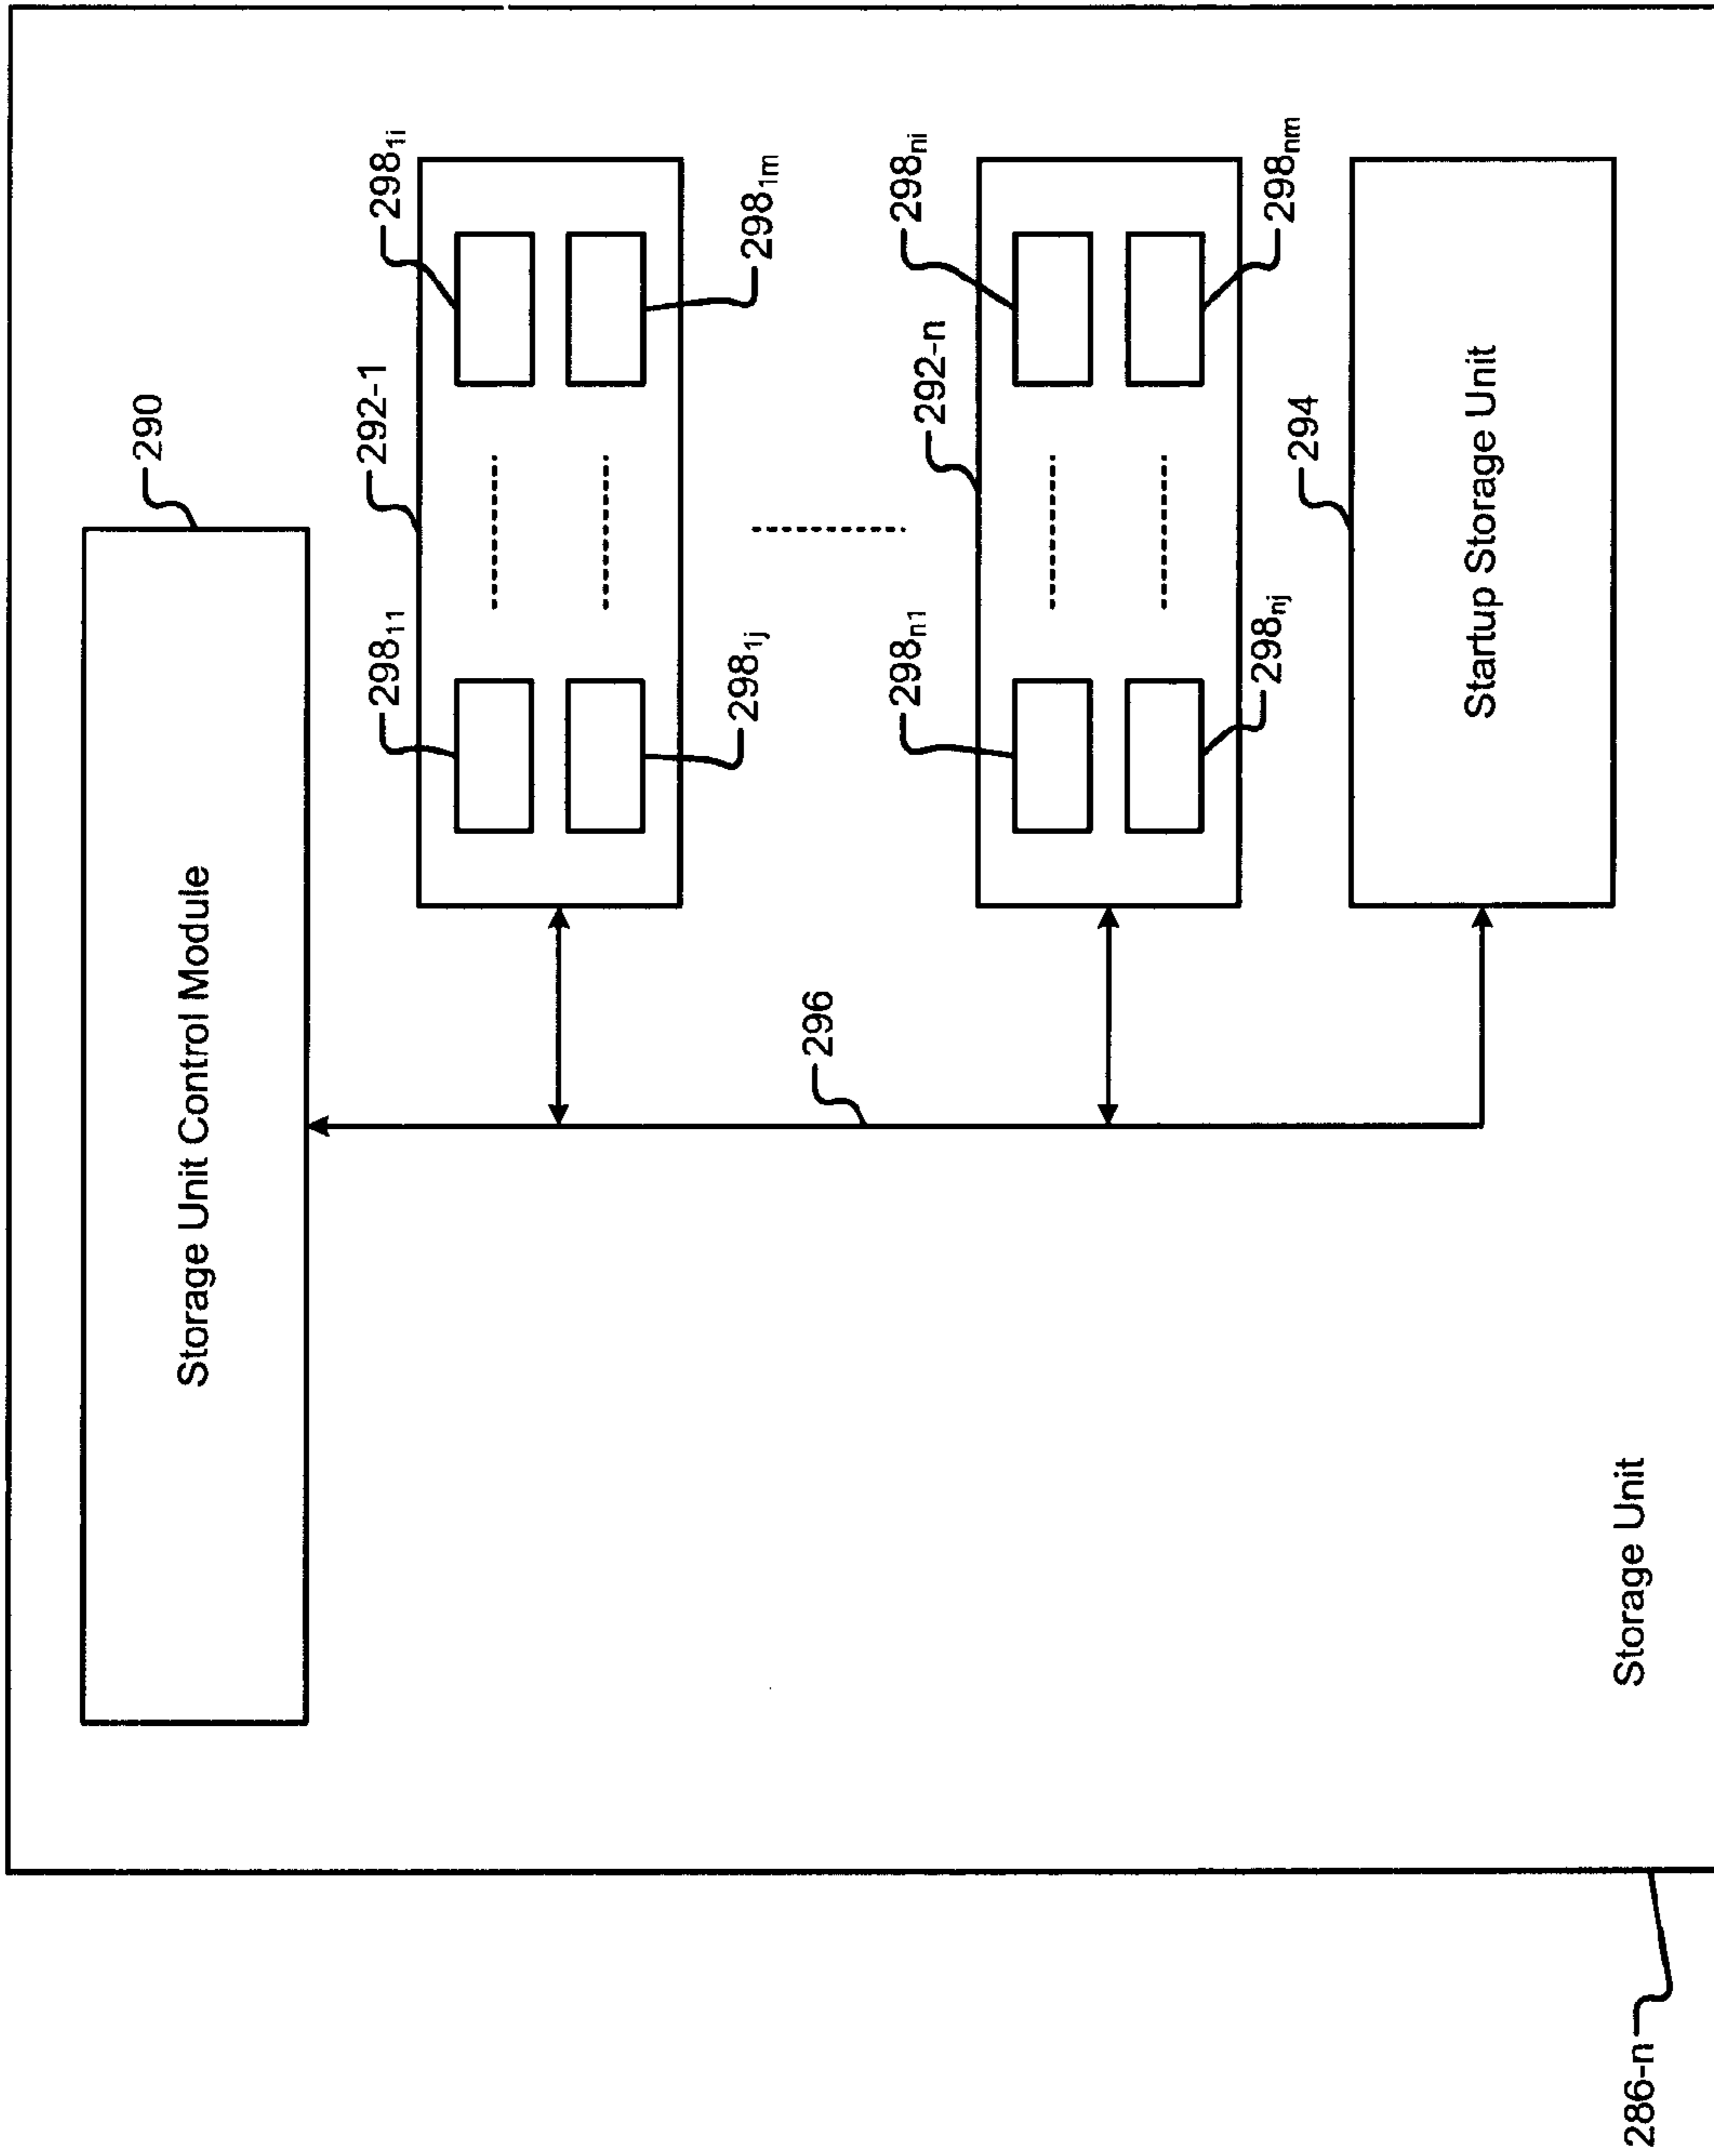 Storage Unit Control Module
290
292-1
298₁₁
298₁ᵢ
298₁ⱼ
298₁ₘ
296
292-n
298ₙ₁
298ₙᵢ
298ₙⱼ
298ₙₘ
294
Startup Storage Unit
Storage Unit
286-n